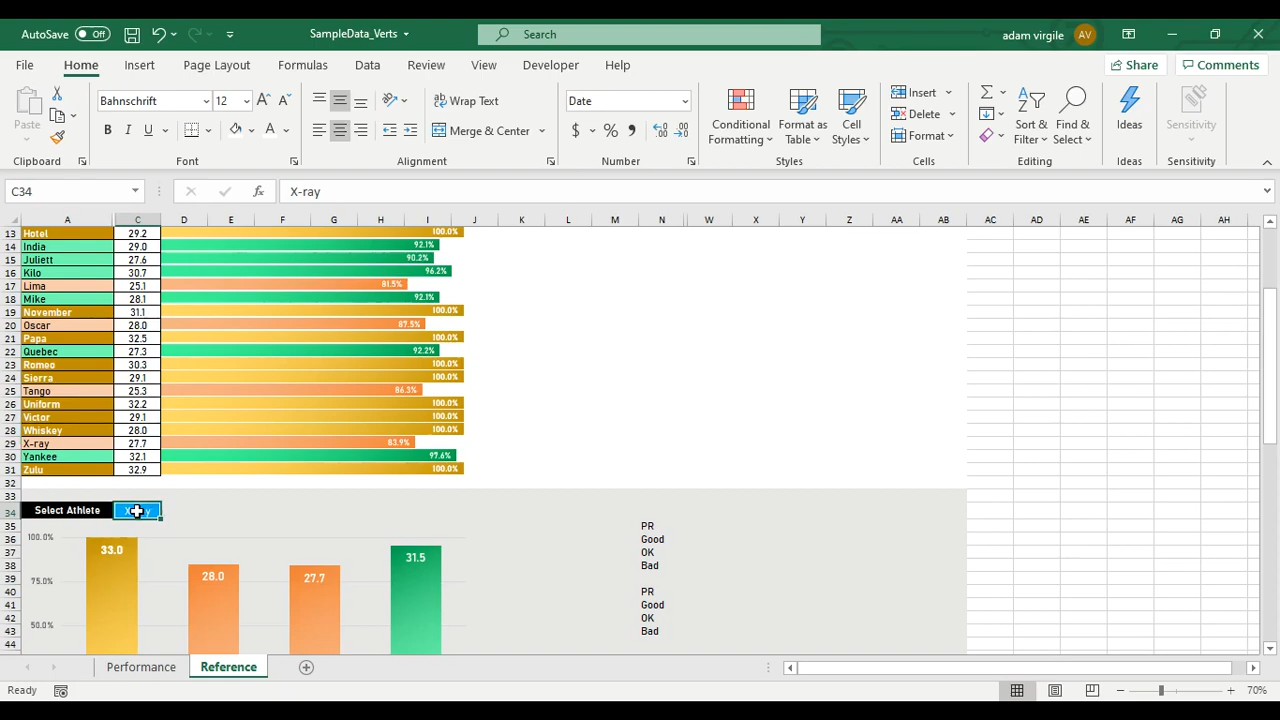 AutoSave Off SampleData_Verts Search adam virgile AV
File Home Insert Page Layout Formulas Data Review View Developer Help Share Comments
Paste Bahnschrift 12 Wrap Text Date Conditional Formatting Format as Table Cell Styles Insert Sort & Filter Find & Select Ideas Sensitivity
B I U A Merge & Center $ % Delete
Format
Clipboard Font Alignment Number Styles Cells Editing Ideas Sensitivity
C34 fx X-ray
A C D E F G H I J K L M N W X Y Z AA AB AC AD AE AF AG AH
13 Hotel 29.2 100.0%
14 India 29.0 92.1%
15 Juliett 27.6 90.2%
16 Kilo 30.7 96.2%
17 Lima 25.1 81.5%
18 Mike 28.1 92.1%
19 November 31.1 100.0%
20 Oscar 28.0 87.5%
21 Papa 32.5 100.0%
22 Quebec 27.3 92.2%
23 Romeo 30.3 100.0%
24 Sierra 29.1 100.0%
25 Tango 25.3 86.3%
26 Uniform 32.2 100.0%
27 Victor 29.1 100.0%
28 Whiskey 28.0 100.0%
29 X-ray 27.7 83.9%
30 Yankee 32.1 97.6%
31 Zulu 32.9 100.0%
32
33
34 Select Athlete X-ray
35 PR
36 100.0% Good
37 33.0 28.0 27.7 31.5 OK
38 Bad
39 75.0%
40 PR
41 Good
42 OK
43 50.0% Bad
44
Performance Reference
Ready 70%